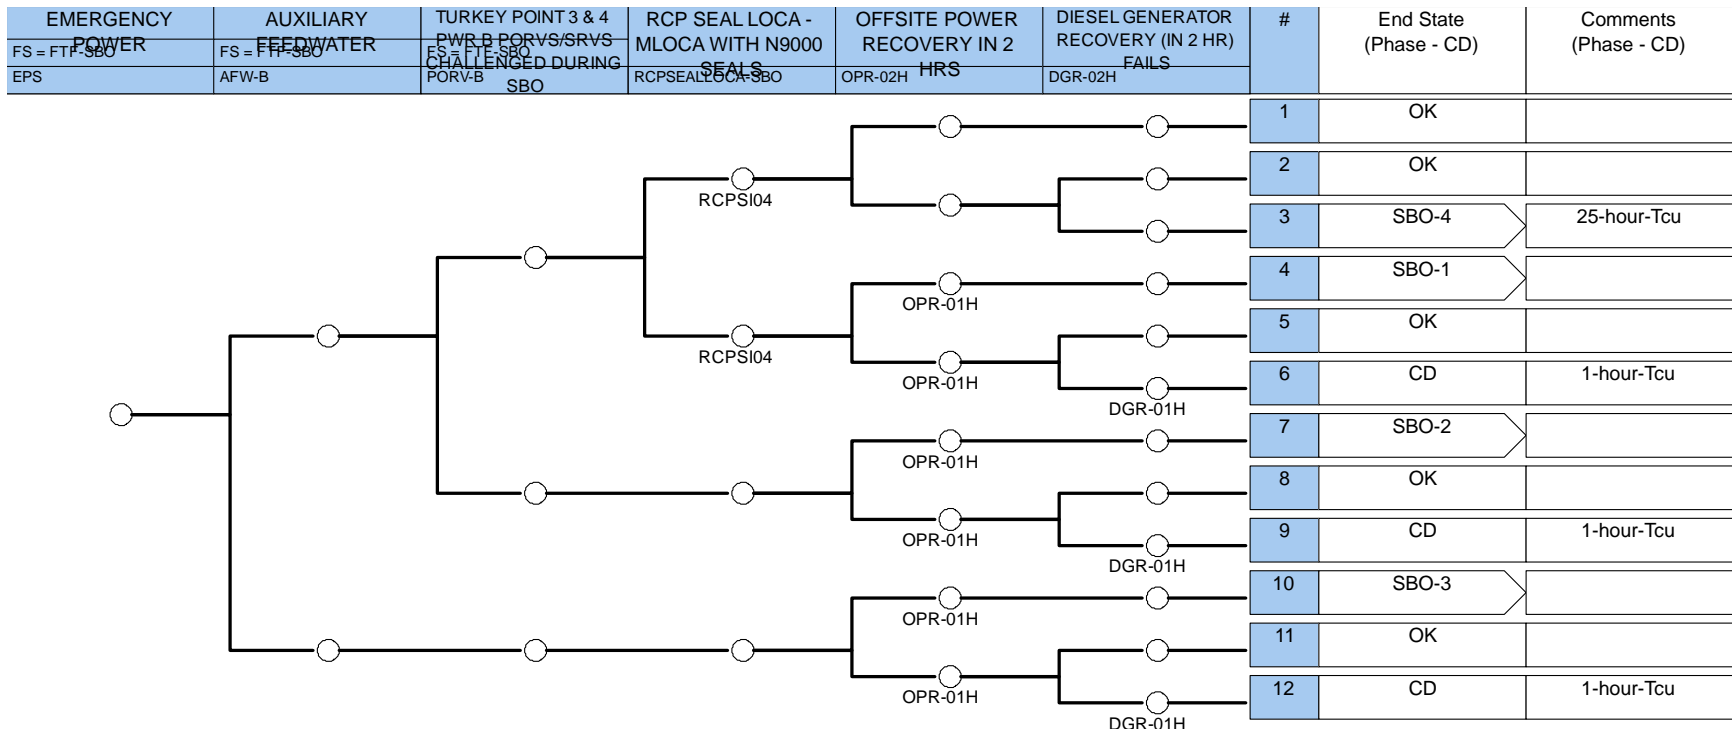 EMERGENCY POWER
FS = FTF-SBO
EPS
AUXILIARY FEEDWATER
FS = FTF-SBO
AFW-B
TURKEY POINT 3 & 4
PWR B PORVS/SRVS
CHALLENGED DURING
SBO
FS = FTF-SBO
PORV-B
RCP SEAL LOCA -
MLOCA WITH N9000
SEALS
RCPSEALLOCA-SBO
OFFSITE POWER
RECOVERY IN 2
HRS
OPR-02H
DIESEL GENERATOR
RECOVERY (IN 2 HR)
FAILS
DGR-02H
#
End State
(Phase - CD)
Comments
(Phase - CD)
1 OK
2 OK
RCPSI04
3 SBO-4 25-hour-Tcu
4 SBO-1
OPR-01H
5 OK
RCPSI04
6 CD 1-hour-Tcu
OPR-01H
DGR-01H
7 SBO-2
OPR-01H
8 OK
9 CD 1-hour-Tcu
OPR-01H
DGR-01H
10 SBO-3
OPR-01H
11 OK
12 CD 1-hour-Tcu
OPR-01H
DGR-01H